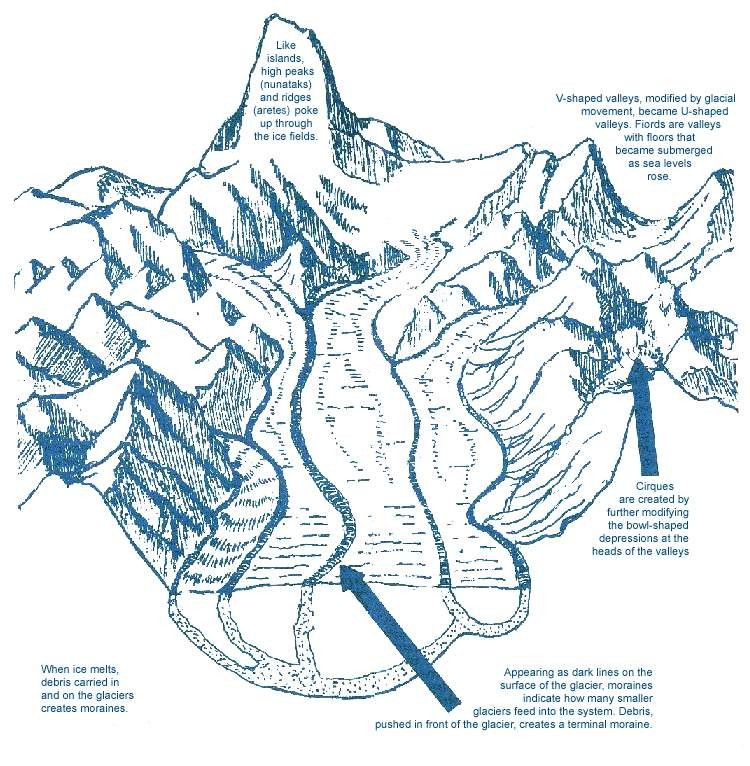 Like
islands,
high peaks
(nunataks)
and ridges
(aretes) poke
up through
the ice fields.
V-shaped valleys, modified by glacial
movement, became U-shaped
valleys. Fiords are valleys
with floors that
became submerged
as sea levels
rose.
Cirques
are created by
further modifying
the bowl-shaped
depressions at the
heads of the valleys
When ice melts,
debris carried in
and on the glaciers
creates moraines.
Appearing as dark lines on the
surface of the glacier, moraines
indicate how many smaller
glaciers feed into the system. Debris,
pushed in front of the glacier, creates a terminal moraine.